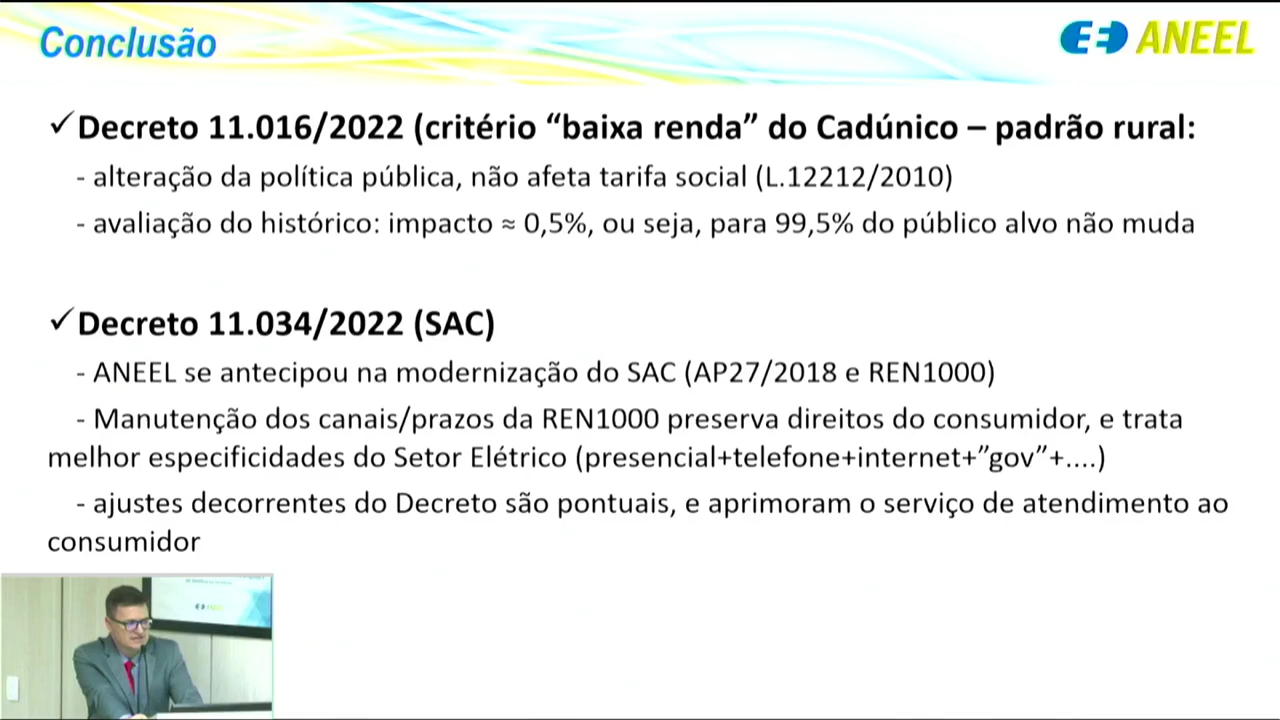 Conclusão
ANEEL
✓Decreto 11.016/2022 (critério “baixa renda” do Cadúnico – padrão rural:
- alteração da política pública, não afeta tarifa social (L.12212/2010)
- avaliação do histórico: impacto ≈ 0,5%, ou seja, para 99,5% do público alvo não muda
✓Decreto 11.034/2022 (SAC)
- ANEEL se antecipou na modernização do SAC (AP27/2018 e REN1000)
- Manutenção dos canais/prazos da REN1000 preserva direitos do consumidor, e trata
melhor especificidades do Setor Elétrico (presencial+telefone+internet+”gov”+....)
- ajustes decorrentes do Decreto são pontuais, e aprimoram o serviço de atendimento ao
consumidor
ANEEL